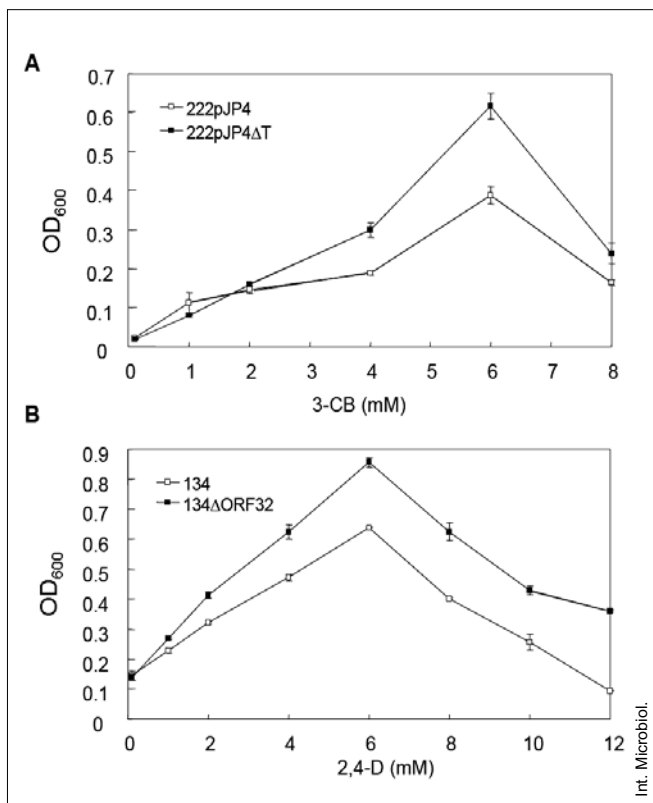 A
0.7
0.6
0.5
0.4
0.3
0.2
0.1
0
OD600
222pJP4
222pJP4ΔT
0 1 2 3 4 5 6 7 8
3-CB (mM)
B
0.9
0.8
0.7
0.6
0.5
0.4
0.3
0.2
0.1
0
OD600
134
134ΔORF32
0 2 4 6 8 10 12
2,4-D (mM)
Int. Microbiol.